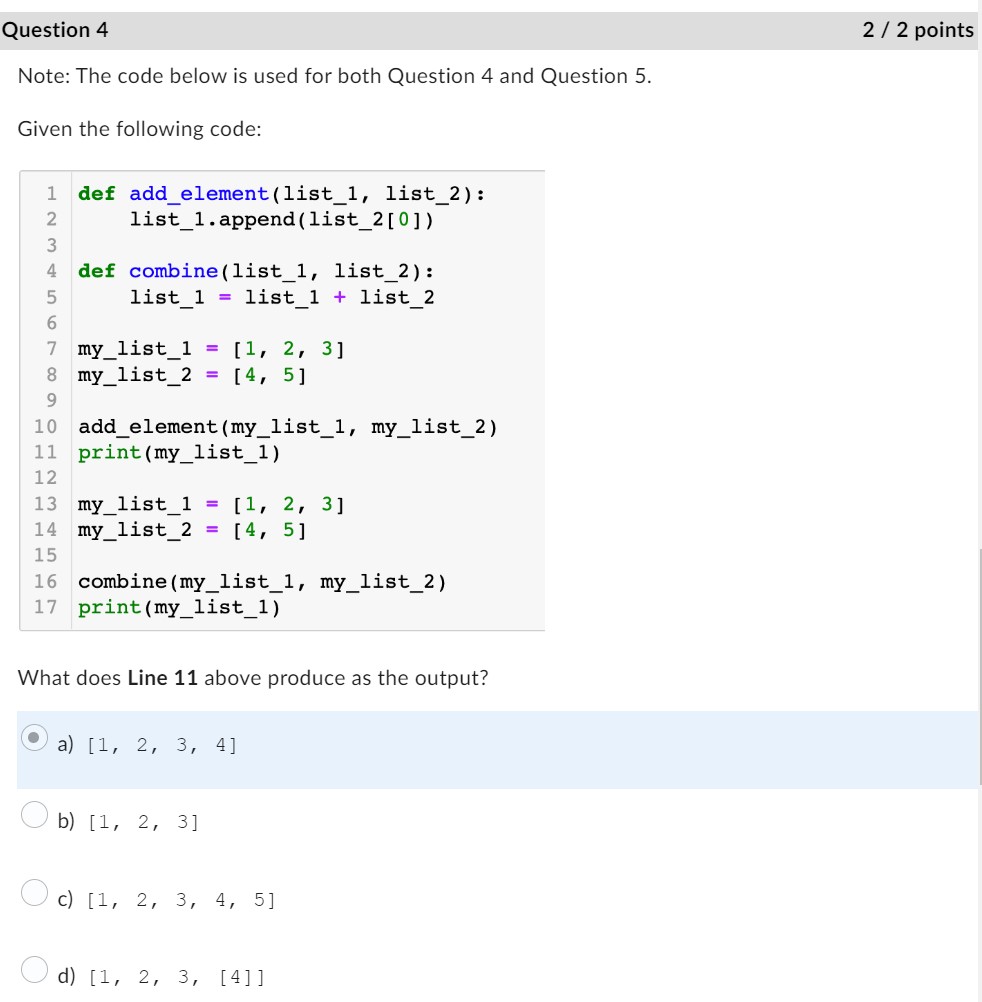 Question 4 2 / 2 points
Note: The code below is used for both Question 4 and Question 5.
Given the following code:
1 def add_element(list_1, list_2):
2     list_1.append(list_2[0])
3
4 def combine(list_1, list_2):
5     list_1 = list_1 + list_2
6
7 my_list_1 = [1, 2, 3]
8 my_list_2 = [4, 5]
9
10 add_element(my_list_1, my_list_2)
11 print(my_list_1)
12
13 my_list_1 = [1, 2, 3]
14 my_list_2 = [4, 5]
15
16 combine(my_list_1, my_list_2)
17 print(my_list_1)
What does Line 11 above produce as the output?
a) [1, 2, 3, 4]
b) [1, 2, 3]
c) [1, 2, 3, 4, 5]
d) [1, 2, 3, [4]]